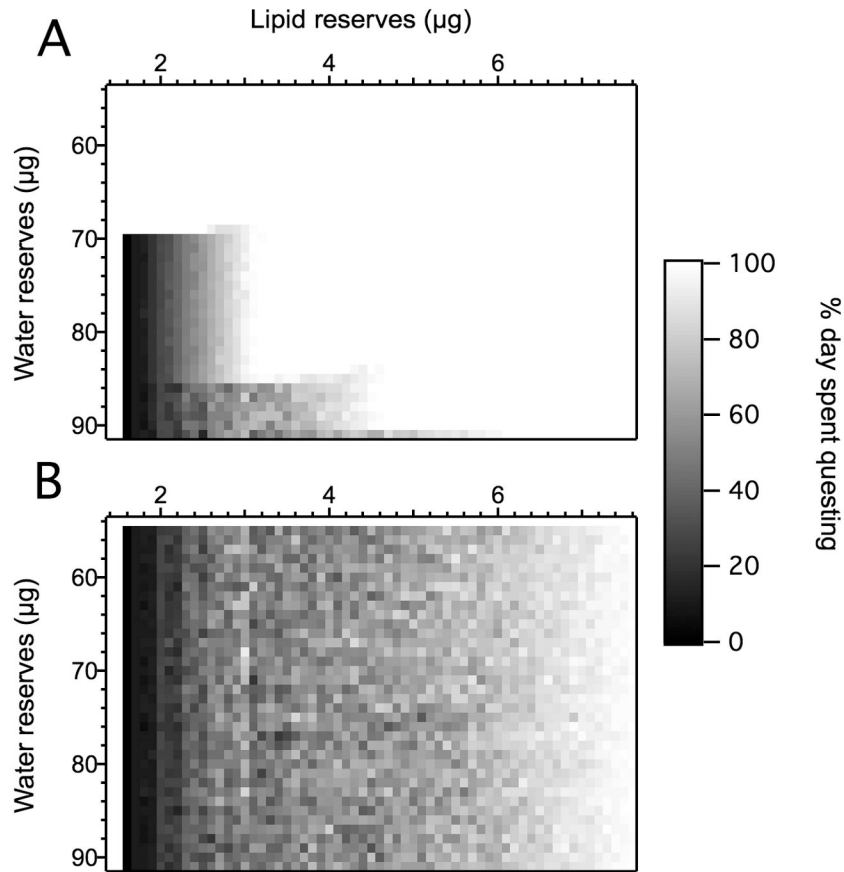 A
Lipid reserves (µg)
2 4 6
Water reserves (µg)
60
70
80
90
B
2 4 6
Water reserves (µg)
60
70
80
90
100
80
60
40
20
0
% day spent questing